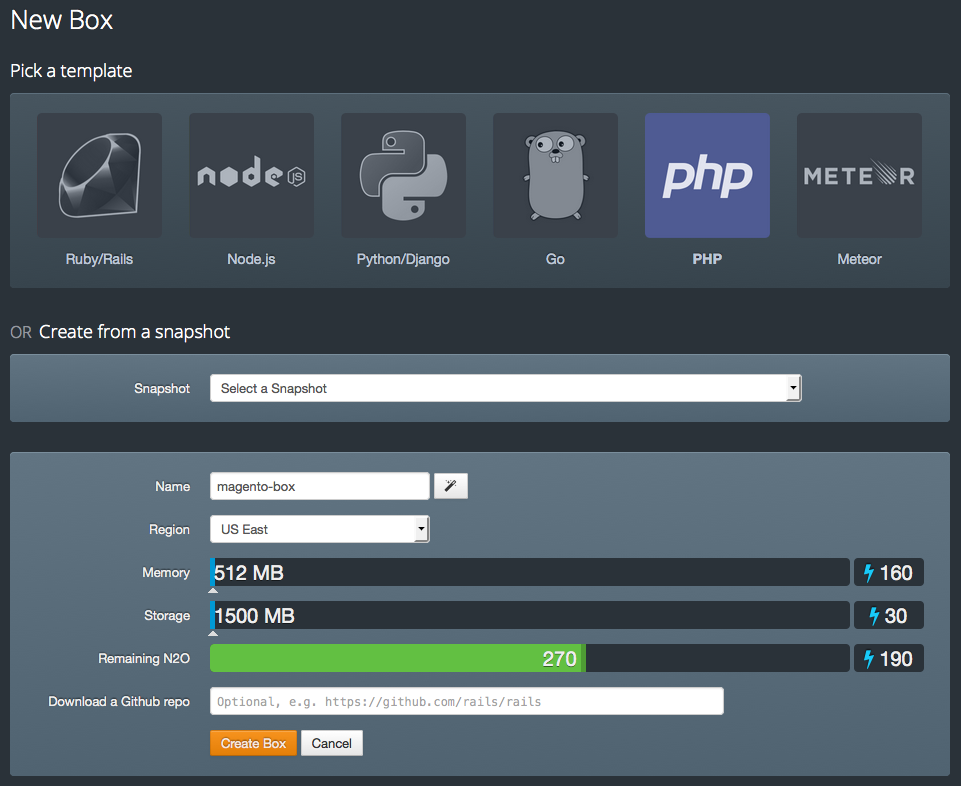 New Box
Pick a template
node JS
php
METEOR
Ruby/Rails
Node.js
Python/Django
Go
PHP
Meteor
OR Create from a snapshot
Snapshot Select a Snapshot
Name magento-box
Region US East
Memory 512 MB 160
Storage 1500 MB 30
Remaining N2O 270 190
Download a Github repo Optional, e.g. https://github.com/rails/rails
Create Box Cancel